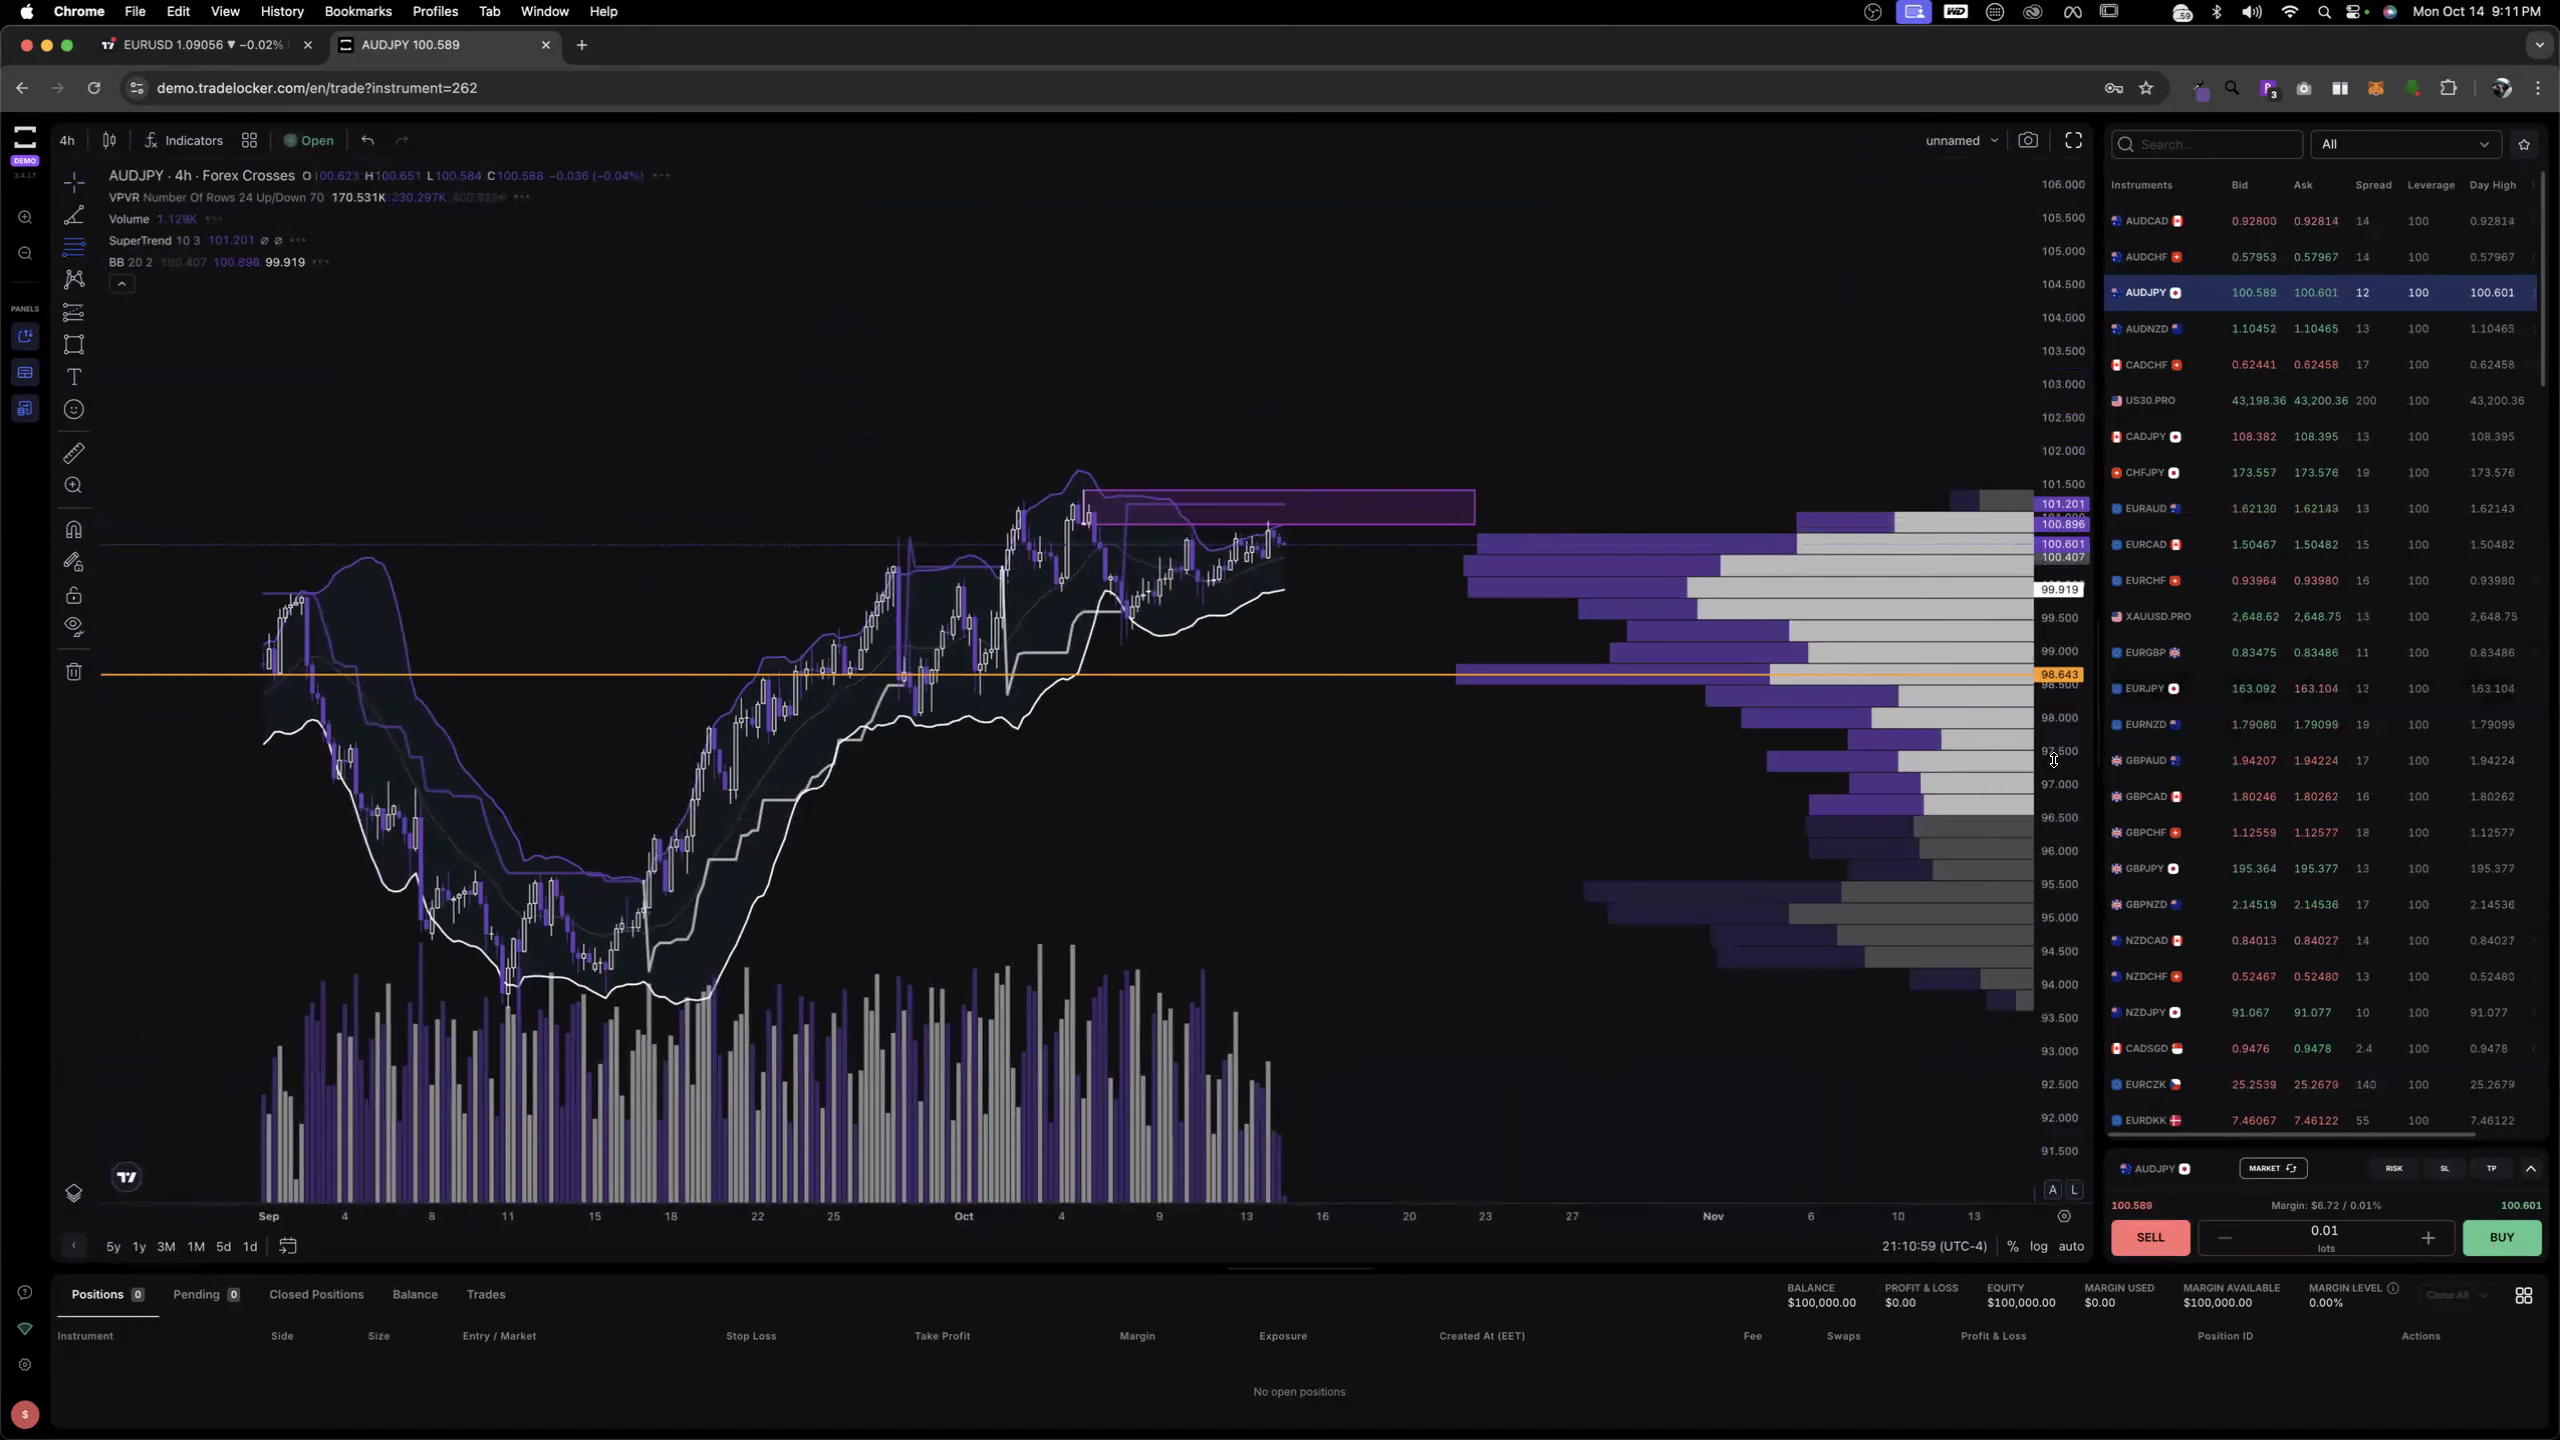 Chrome File Edit View History Bookmarks Profiles Tab Window Help Mon Oct 14 9:11PM
EURUSD 1.09056 ▼ −0.02% AUDJPY 100.589
demo.tradelocker.com/en/trade?instrument=262
DEMO
3.4.17
PANELS
4h Indicators Open unnamed
AUDJPY · 4h · Forex Crosses O100.623 H100.651 L100.584 C100.588 −0.036 (−0.04%)
VPVR Number Of Rows 24 Up/Down 70 170.531K 230.297K
Volume 1.129K
SuperTrend 10 3 101.201 ∅ ∅
BB 20 2 100.407 100.896 99.919
106.000
105.500
105.000
104.500
104.000
103.500
103.000
102.500
102.000
101.500
101.201
100.896
100.601
100.407
99.919
99.500
99.000
98.643
98.500
98.000
97.500
97.000
96.500
96.000
95.500
95.000
94.500
94.000
93.500
93.000
92.500
92.000
91.500
A L
Sep 4 8 11 15 18 22 25 Oct 4 9 13 16 20 23 27 Nov 6 10 13
5y 1y 3M 1M 5d 1d 21:10:59 (UTC-4) % log auto
Search... All
Instruments Bid Ask Spread Leverage Day High
AUDCAD 0.92800 0.92814 14 100 0.92814
AUDCHF 0.57953 0.57967 14 100 0.57967
AUDJPY 100.589 100.601 12 100 100.601
AUDNZD 1.10452 1.10465 13 100 1.10465
CADCHF 0.62441 0.62458 17 100 0.62458
US30.PRO 43,198.36 43,200.36 200 100 43,200.36
CADJPY 108.382 108.395 13 100 108.395
CHFJPY 173.557 173.576 19 100 173.576
EURAUD 1.62130 1.62143 13 100 1.62143
EURCAD 1.50467 1.50482 15 100 1.50482
EURCHF 0.93964 0.93980 16 100 0.93980
XAUUSD.PRO 2,648.62 2,648.75 13 100 2,648.75
EURGBP 0.83475 0.83486 11 100 0.83486
EURJPY 163.092 163.104 12 100 163.104
EURNZD 1.79080 1.79099 19 100 1.79099
GBPAUD 1.94207 1.94224 17 100 1.94224
GBPCAD 1.80246 1.80262 16 100 1.80262
GBPCHF 1.12559 1.12577 18 100 1.12577
GBPJPY 195.364 195.377 13 100 195.377
GBPNZD 2.14519 2.14536 17 100 2.14536
NZDCAD 0.84013 0.84027 14 100 0.84027
NZDCHF 0.52467 0.52480 13 100 0.52480
NZDJPY 91.067 91.077 10 100 91.077
CADSGD 0.9476 0.9478 2.4 100 0.9478
EURCZK 25.2539 25.2679 140 100 25.2679
EURDKK 7.46067 7.46122 55 100 7.46122
AUDJPY MARKET RISK SL TP
100.589 Margin: $6.72 / 0.01% 100.601
SELL 0.01 lots BUY
Positions 0 Pending 0 Closed Positions Balance Trades
BALANCE PROFIT & LOSS EQUITY MARGIN USED MARGIN AVAILABLE MARGIN LEVEL
$100,000.00 $0.00 $100,000.00 $0.00 $100,000.00 0.00%
Close All
Instrument Side Size Entry / Market Stop Loss Take Profit Margin Exposure Created At (EET) Fee Swaps Profit & Loss Position ID Actions
No open positions